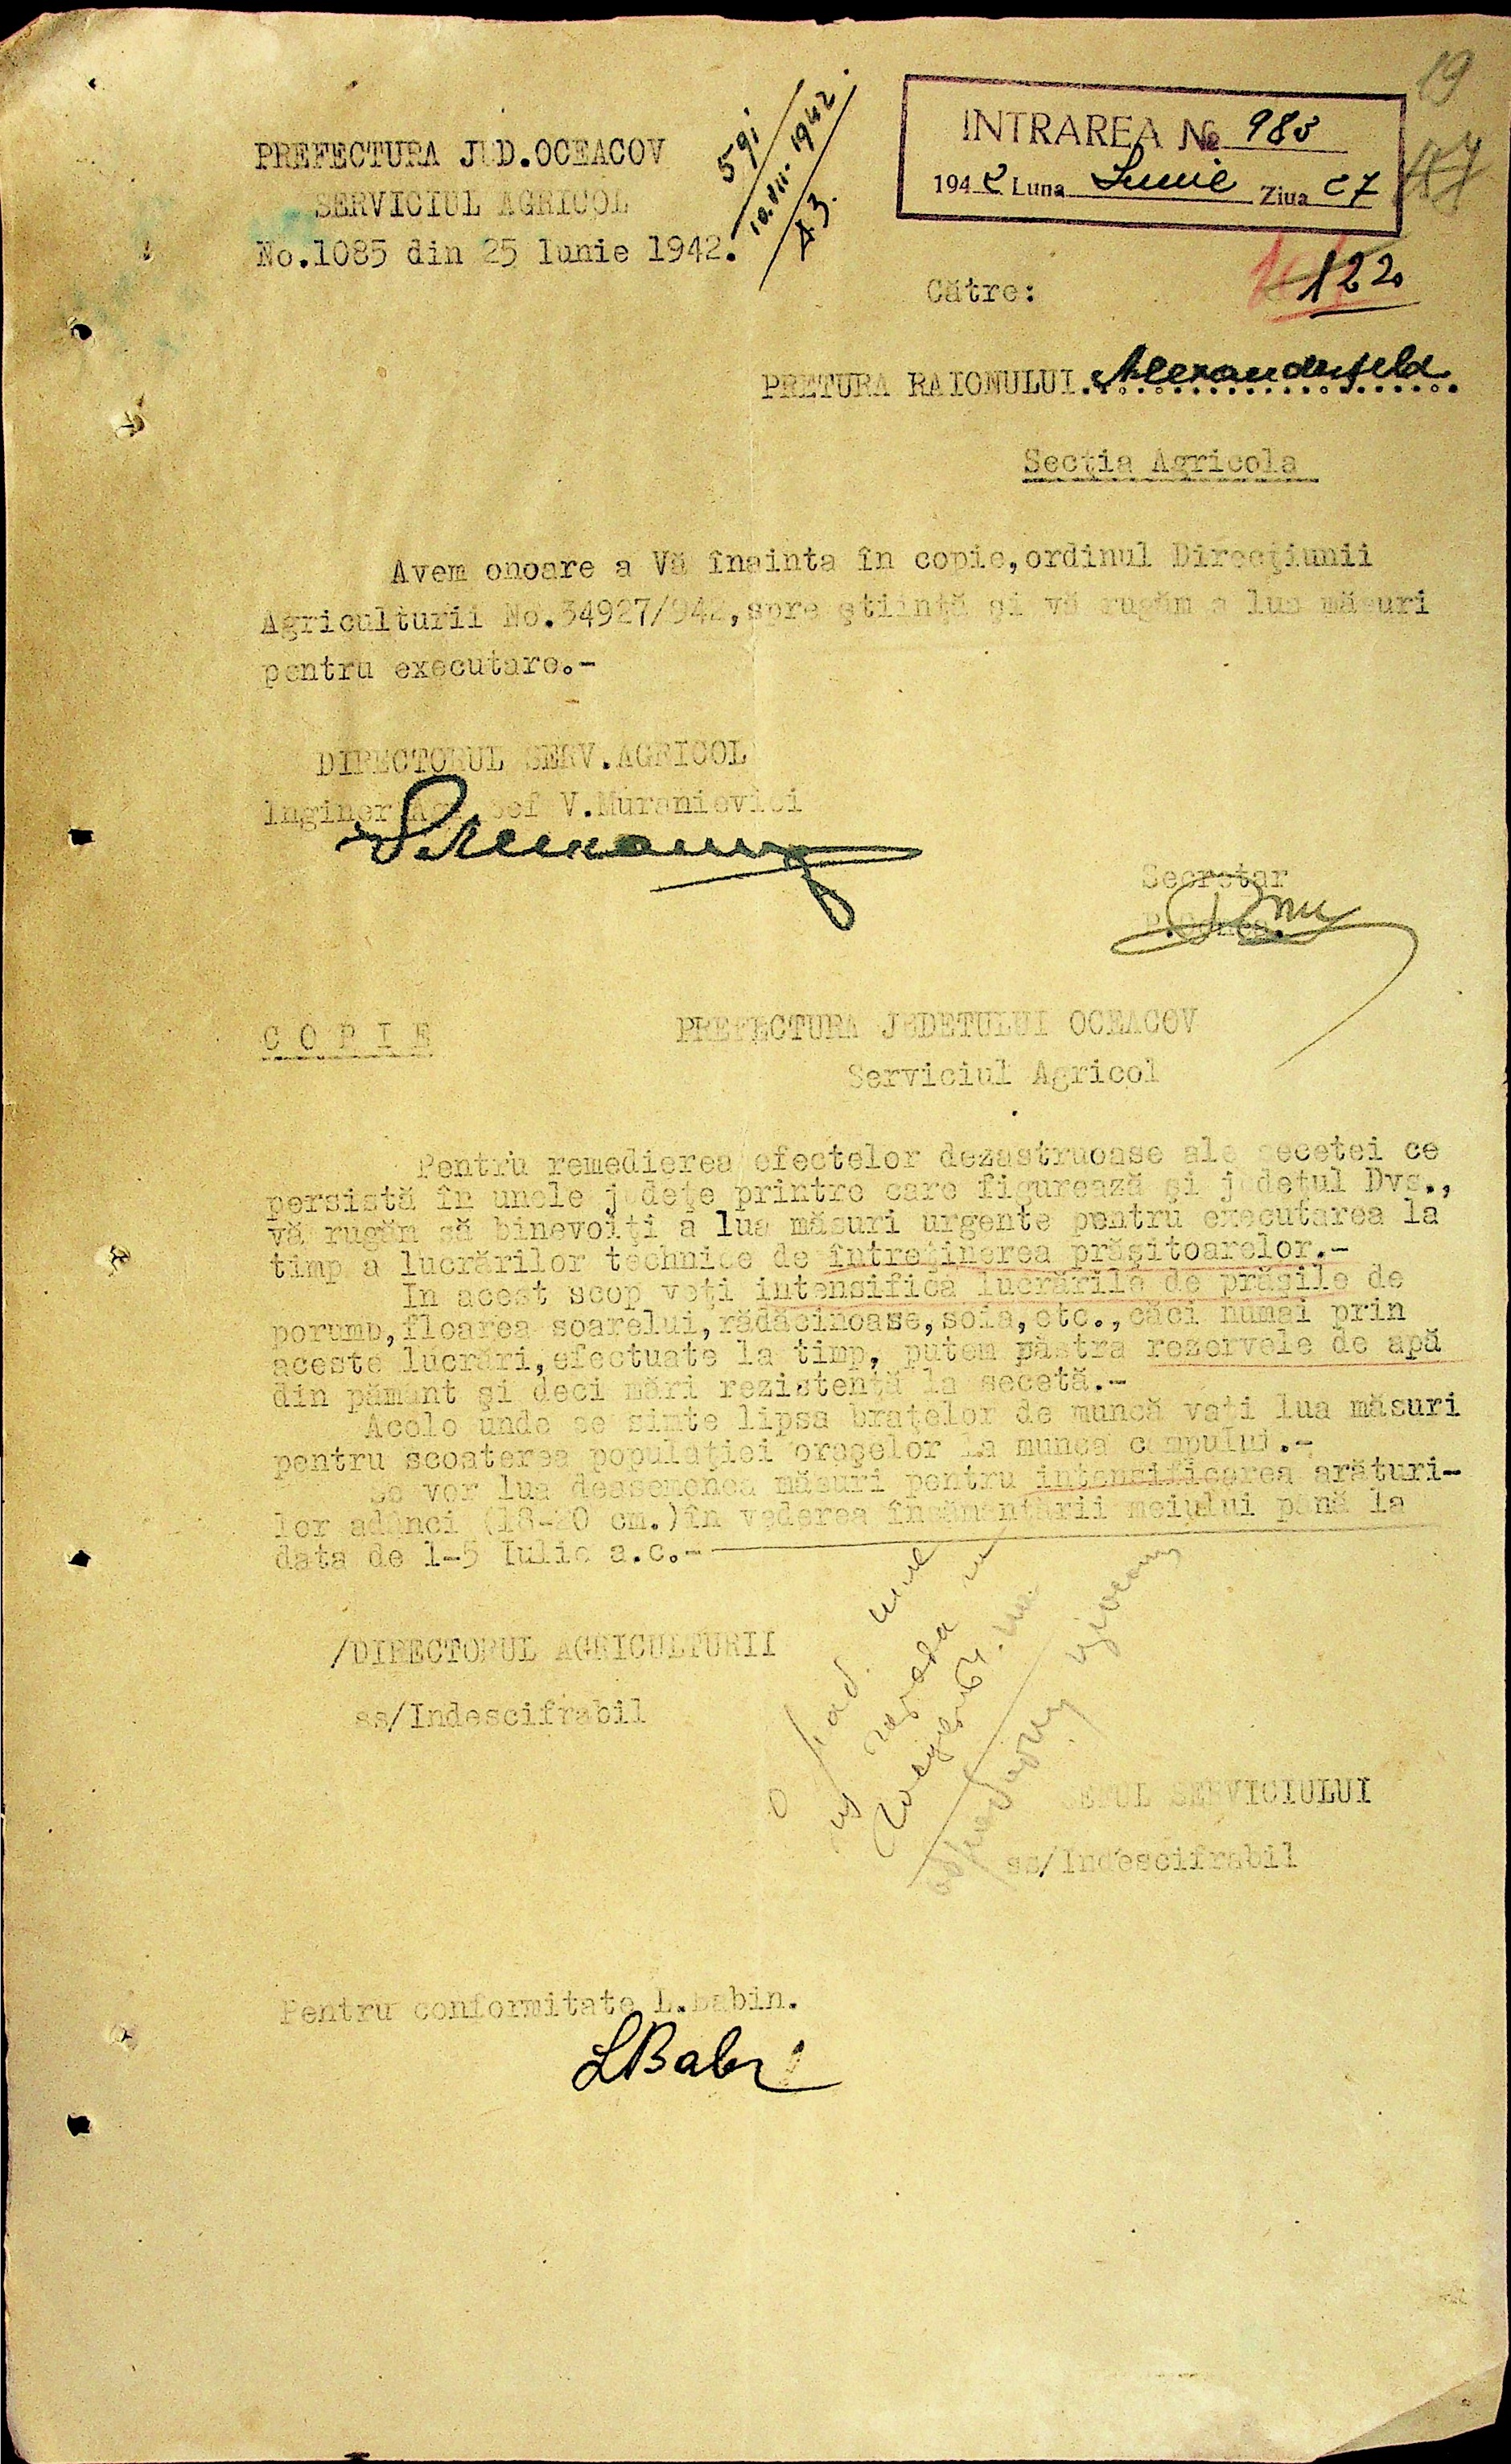 19
INTRAREA № 985
1942 Luna Iunie Ziua 27
122
PREFECTURA JUD.OCEACOV
SERVICIUL AGRICOL
No.1085 din 25 Iunie 1942.
591
10.VII.1942.
A3.
Către:
PRETURA RAIONULUI. Alexanderfeld
Secţia Agricola
Avem onoare a Vă înainta în copie,ordinul Direcţiunii
Agriculturii No.34927/942,spre ştiinţă şi vă rugăm a lua măsuri
pentru executare.-
DIRECTORUL SERV.AGRICOL
Inginer Agr. Sef V.Muranievici
Secretar
C O P I E
PREFECTURA JUDETULUI OCEACOV
Serviciul Agricol
Pentru remedierea efectelor dezastruoase ale secetei ce
persistă în unele judeţe printre care figurează şi judeţul Dvs.,
vă rugăm să binevoiţi a lua măsuri urgente pentru executarea la
timp a lucrărilor technice de întreţinerea prăşitoarelor.-
In acest scop veţi intensifica lucrările de prăsile de
porump,floarea soarelui,rădăcinoase,soia,etc.,căci numai prin
aceste lucrări,efectuate la timp, putem păstra rezervele de apă
din pământ şi deci mări rezistenţă la secetă.-
Acolo unde se simte lipsa braţelor de muncă vaţi lua măsuri
pentru scoaterea populaţiei oraşelor la munca câmpului.-
Se vor lua deasemenea măsuri pentru intensificarea arături-
lor adânci (18-20 cm.)în vederea însămânţării meiului până la
data de 1-5 Iulie a.c.-
/DIRECTORUL AGRICULTURII
ss/Indescifrabil
SEFUL SERVICIULUI
ss/Indescifrabil
Pentru conformitate L.Babin.
LBabin